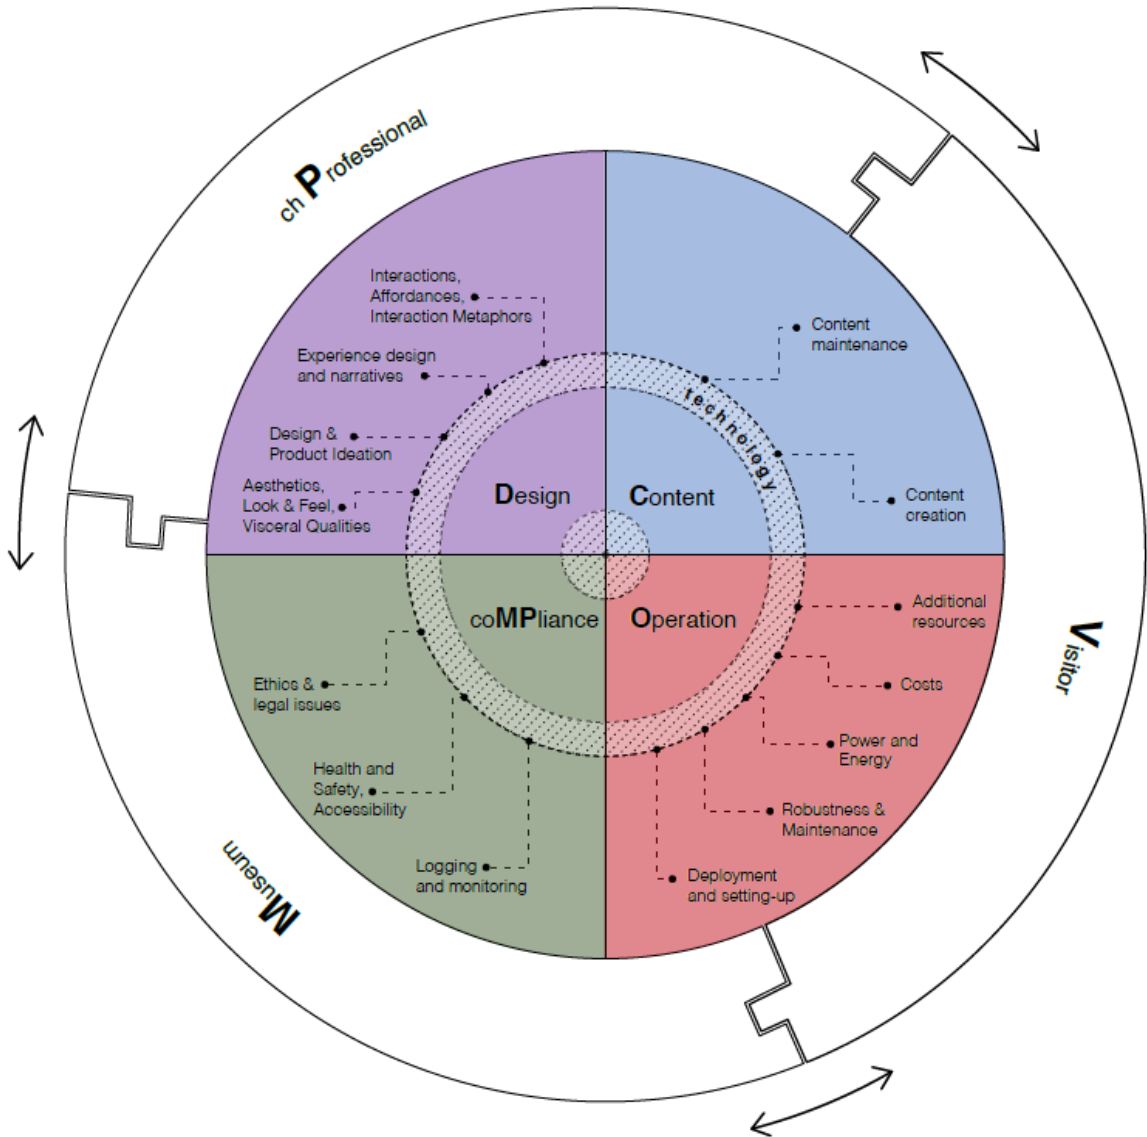 ch Professional
Interactions,
Affordances,
Interaction Metaphors
Experience design
and narratives
Design &
Product Ideation
Aesthetics,
Look & Feel,
Visceral Qualities
Design
Content
maintenance
technology
Content
creation
Content
coMPliance
Ethics &
legal issues
Health and
Safety,
Accessibility
Logging
and monitoring
Operation
Additional
resources
Costs
Power and
Energy
Robustness &
Maintenance
Deployment
and setting-up
Visitor
Museum